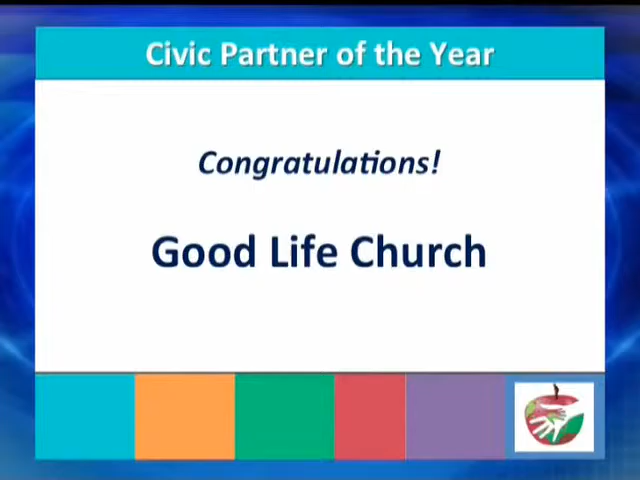 Civic Partner of the Year
Congratulations!
Good Life Church